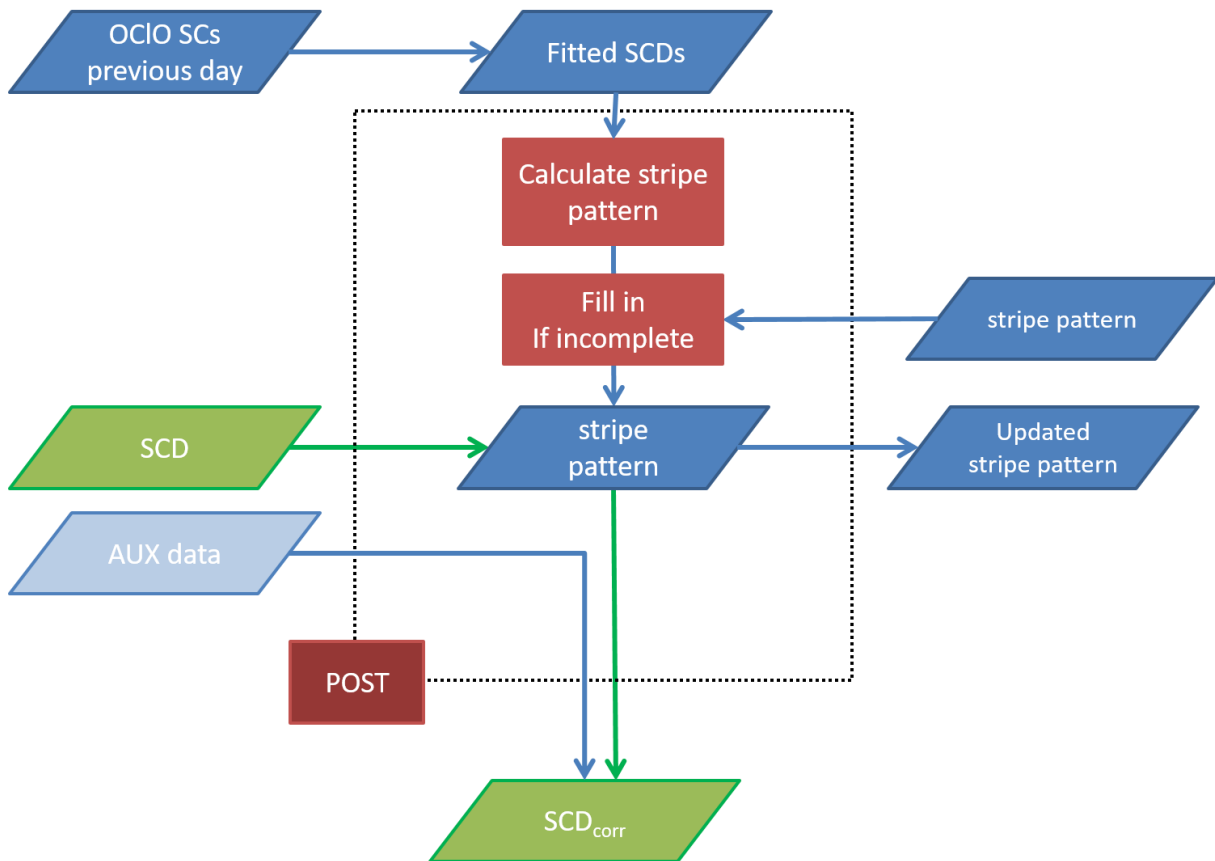 OClO SCs
previous day
Fitted SCDs
Calculate stripe
pattern
Fill in
If incomplete
stripe pattern
SCD
stripe
pattern
Updated
stripe pattern
AUX data
POST
SCDcorr